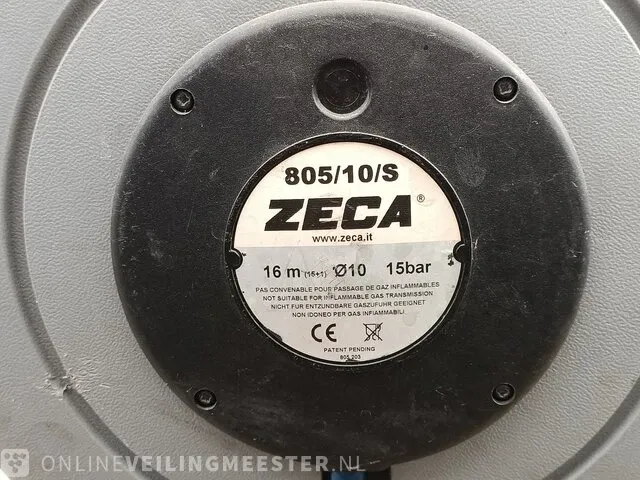 805/10/S
ZECA®
www.zeca.it
16 m (15+1) Ø10 15bar
PAS CONVENABLE POUR PASSAGE DE GAZ INFLAMMABLES
NOT SUITABLE FOR INFLAMMABLE GAS TRANSMISSION
NICHT FUR ENTZUNDBARE GASZUFUHR GEEIGNET
NON IDONEO PER GAS INFIAMMABILI
CE
PATENT PENDING
805.203
ONLINEVEILINGMEESTER.NL